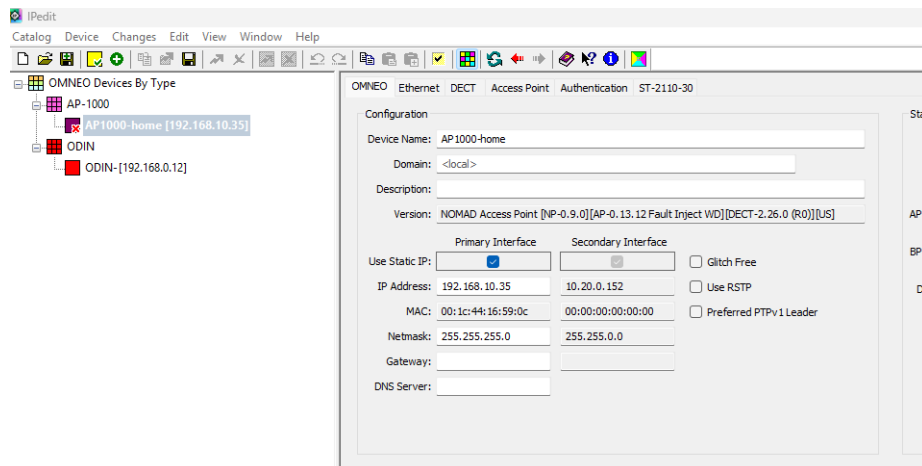 IPedit
Catalog Device Changes Edit View Window Help
OMNEO Devices By Type
AP-1000
AP1000-home [192.168.10.35]
ODIN
ODIN- [192.168.0.12]
OMNEO Ethernet DECT Access Point Authentication ST-2110-30
Configuration
Device Name: AP1000-home
Domain: <local>
Description:
Version: NOMAD Access Point [NP-0.9.0][AP-0.13.12 Fault Inject WD][DECT-2.26.0 (R0)][US]
Primary Interface Secondary Interface
Use Static IP: Glitch Free
IP Address: 192.168.10.35 10.20.0.152 Use RSTP
MAC: 00:1c:44:16:59:0c 00:00:00:00:00:00 Preferred PTPv1 Leader
Netmask: 255.255.255.0 255.255.0.0
Gateway:
DNS Server:
Sta
AP
BP
D